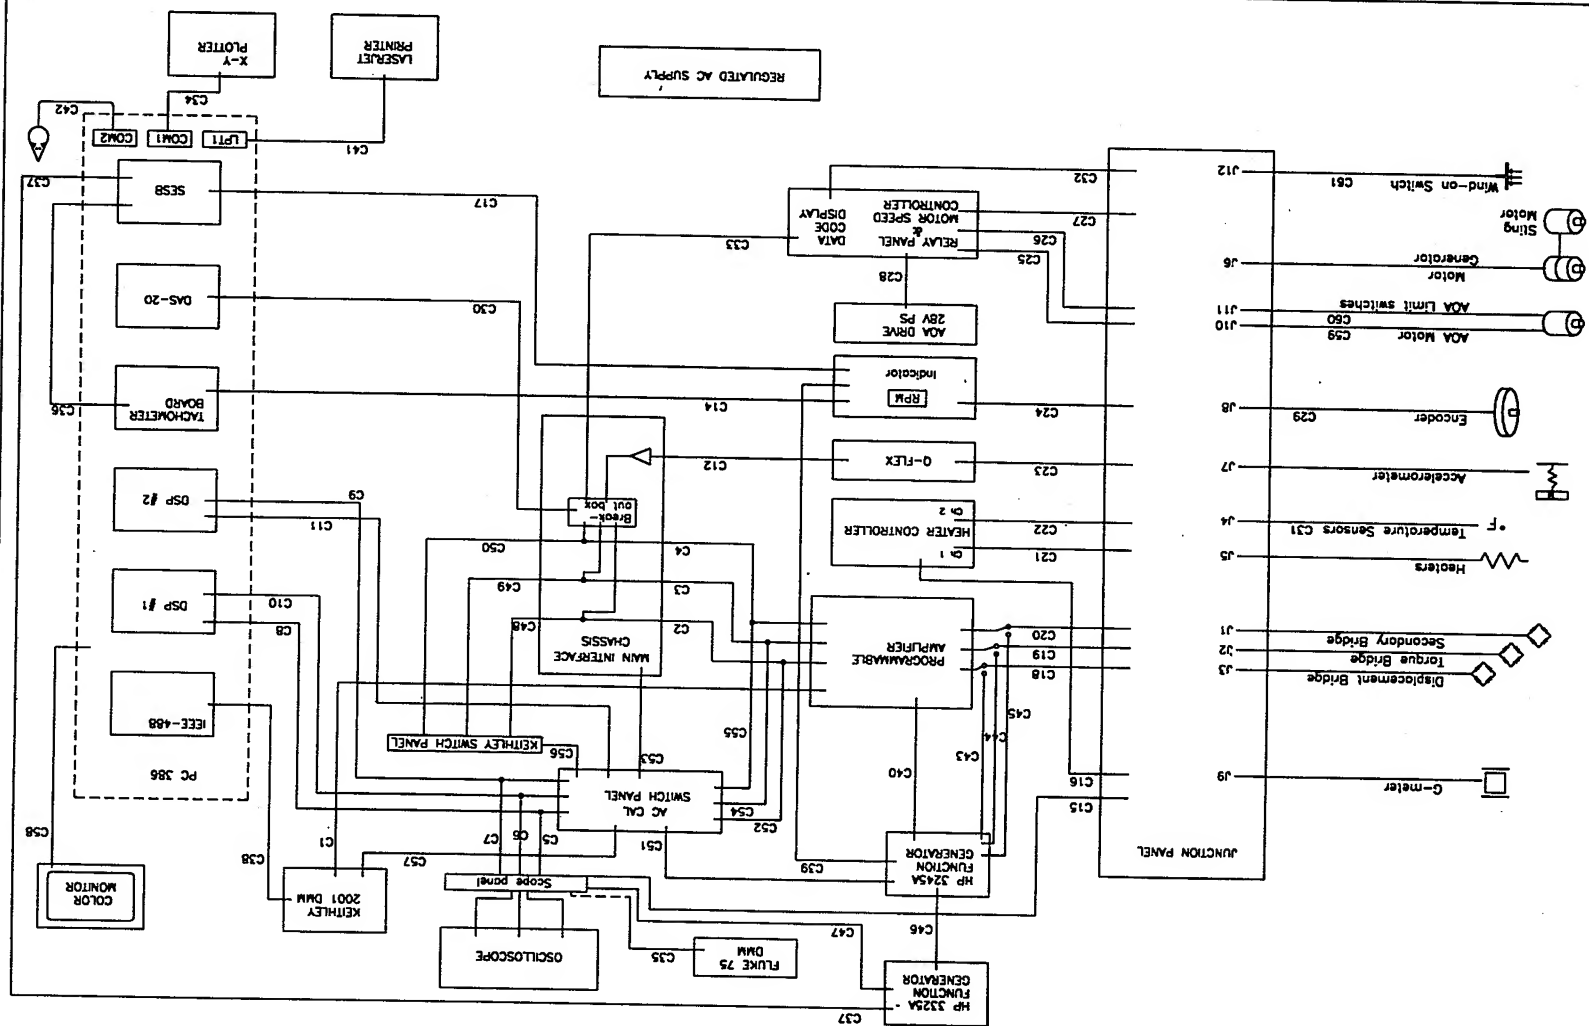 C37
HP 3325A
FUNCTION
GENERATOR
FLUKE 75
DMM
OSCILLOSCOPE
KEITHLEY
2001 DMM
COLOR
MONITOR
C35
C47
C46
Scope panel
HP 3245A
FUNCTION
GENERATOR
C39
C51
C57
C1
C38
C58
C5
C6
C7
JUNCTION PANEL
G-meter
J9
C15
C16
C40
C43
C44
C45
C52
C54
C55
AC CAL
SWITCH PANEL
C53
C56
KEITHLEY SWITCH PANEL
PC 386
IEEE-488
Displacement Bridge
J3
Torque Bridge
J2
Secondary Bridge
J1
C18
C19
C20
PROGRAMMABLE
AMPLIFIER
MAIN INTERFACE
CHASSIS
C2
C3
C4
C48
C49
C50
C8
C10
DSP #1
Heaters
J5
°F
Temperature Sensors
C31
J4
C21
C22
Ch 1
HEATER CONTROLLER
Ch 2
Break-
out box
C11
C9
DSP #2
Accelerometer
J7
C23
Q-FLEX
C12
Encoder
C29
J8
C24
RPM
Indicator
C14
TACHOMETER
BOARD
C36
AOA Motor
C59
J10
C60
AOA Limit switches
J11
AOA DRIVE
28V PS
C30
DAS-20
Motor
Generator
J6
C28
C25
C26
C27
RELAY PANEL
&
MOTOR SPEED
CONTROLLER
DATA
CODE
DISPLAY
C33
Sting
Motor
Wind-on Switch
C61
J12
C32
C17
SESB
C37
LPT1
COM1
COM2
C41
C34
C42
REGULATED AC SUPPLY
LASERJET
PRINTER
X-Y
PLOTTER